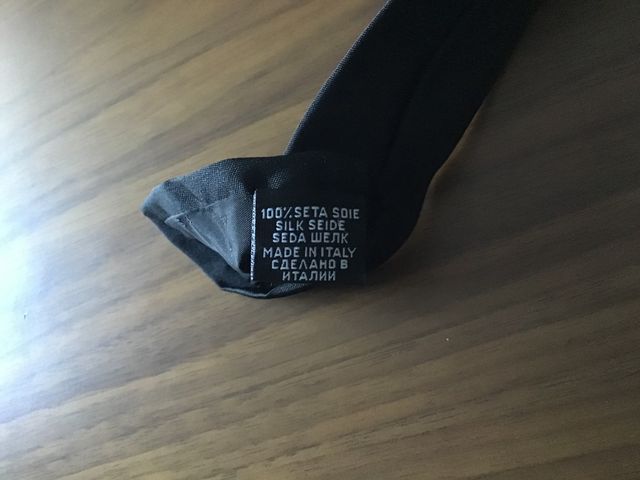 100% SETA SOIE
SILK SEIDE
SEDA ШЕЛК
MADE IN ITALY
СДЕЛАНО В
ИТАЛИИ